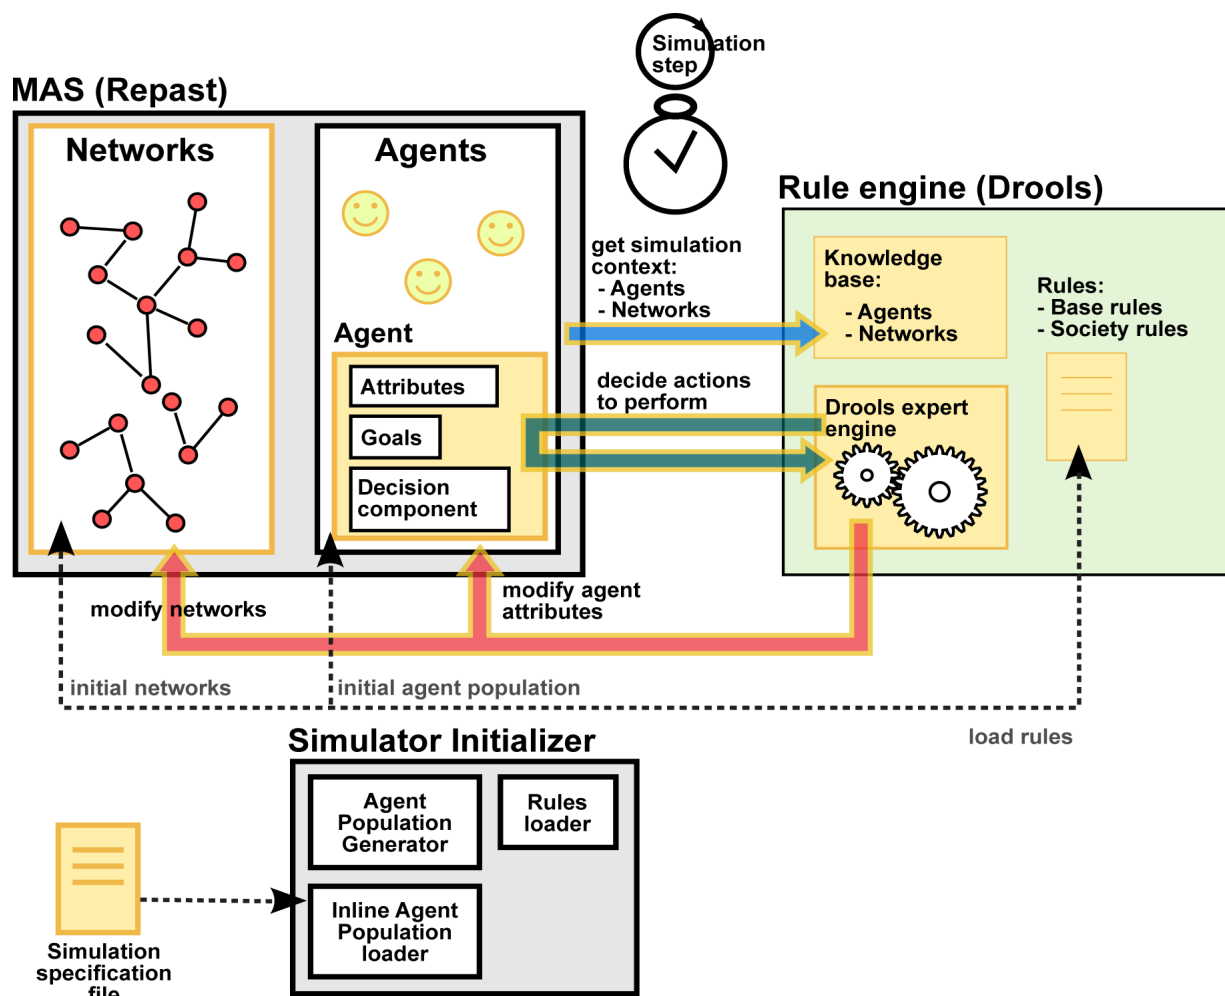 Simulation
step
MAS (Repast)
Networks
Agents
Rule engine (Drools)
get simulation
context:
- Agents
- Networks
Knowledge
base:
- Agents
- Networks
Rules:
- Base rules
- Society rules
Agent
Attributes
Goals
Decision
component
decide actions
to perform
Drools expert
engine
modify networks
modify agent
attributes
initial networks
initial agent population
load rules
Simulator Initializer
Agent
Population
Generator
Rules
loader
Inline Agent
Population
loader
Simulation
specification
file